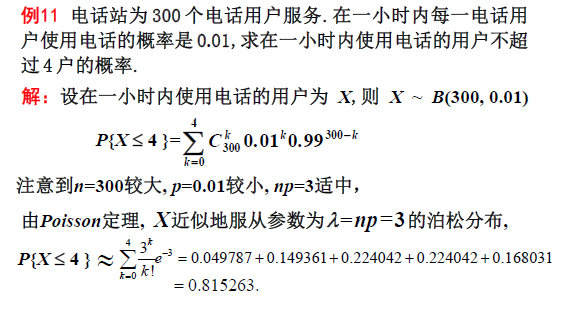 例11 电话站为300个电话用户服务.在一小时内每一电话用
户使用电话的概率是0.01,求在一小时内使用电话的用户不超
过4户的概率.
解：设在一小时内使用电话的用户为 X,则 X ~ B(300, 0.01)
P{X≤4}=∑_{k=0}^{4} C_{300}^{k} 0.01^{k} 0.99^{300-k}
注意到n=300较大, p=0.01较小, np=3适中,
由Poisson定理, X近似地服从参数为λ=np=3的泊松分布,
P{X≤4} ≈ ∑_{k=0}^{4} \frac{3^k}{k!} e^{-3} = 0.049787+0.149361+0.224042+0.224042+0.168031
= 0.815263.